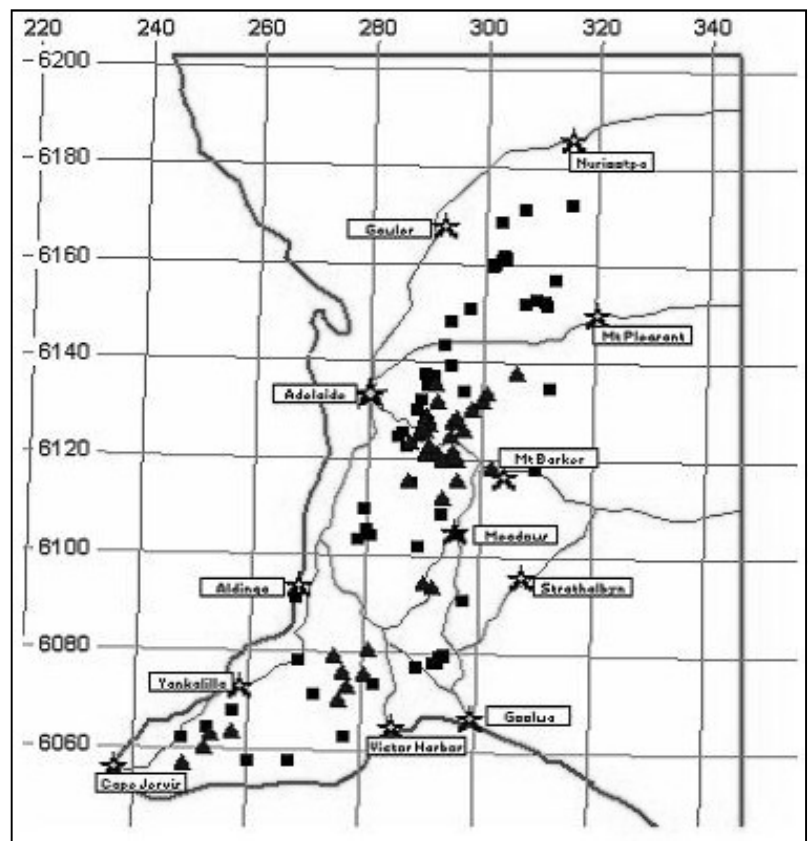 220 240 260 280 300 320 340
6200
Nuriootpa
6180
Gawler
6160
Mt Pleasant
6140
Adelaide
6120
Mt Barker
Meadows
6100
Aldinga
Strathalbyn
6080
Yankalilla
Goolwa
6060
Victor Harbor
Cape Jervis